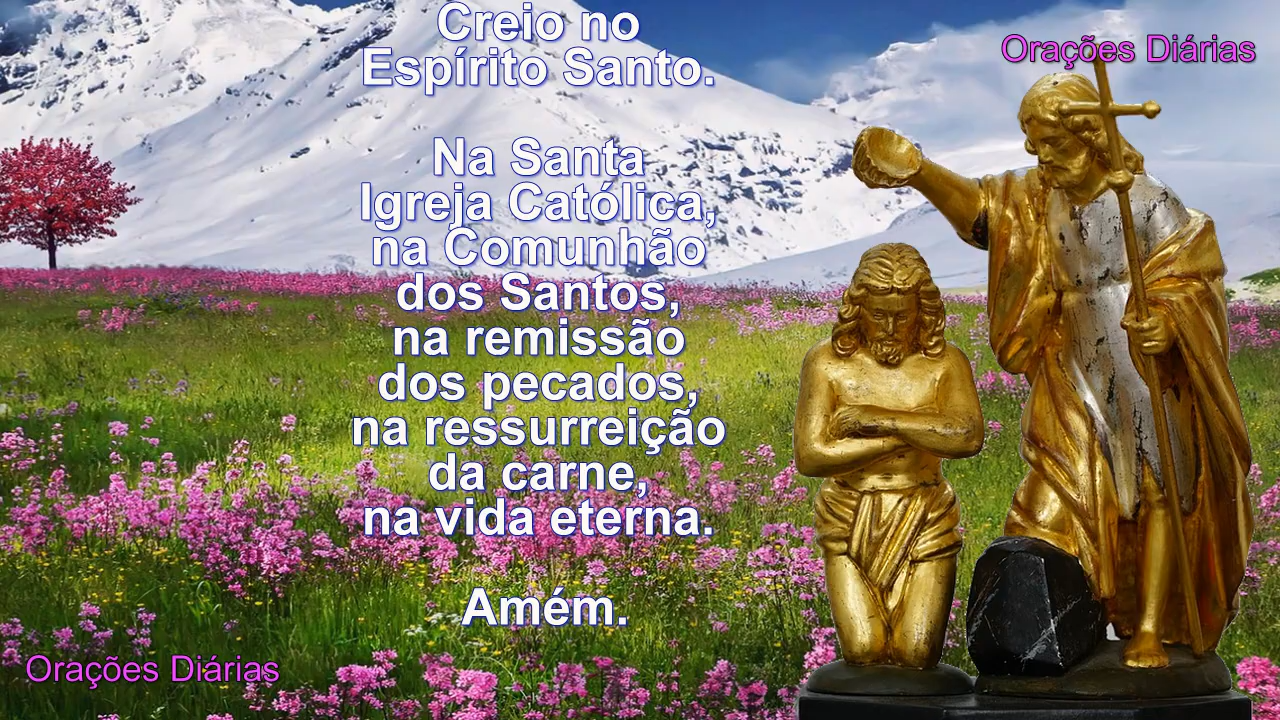 Creio no
Espírito Santo.
Na Santa
Igreja Católica,
na Comunhão
dos Santos,
na remissão
dos pecados,
na ressurreição
da carne,
na vida eterna.
Amém.
Orações Diárias
Orações Diárias